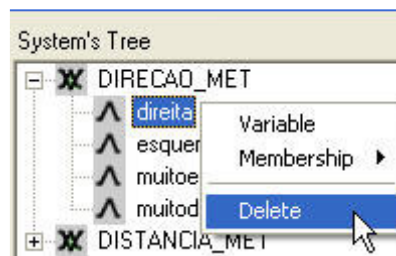 System's Tree
DIRECAO_MET
direita
Variable
esquer
Membership
muitoe
muitod
Delete
DISTANCIA_MET